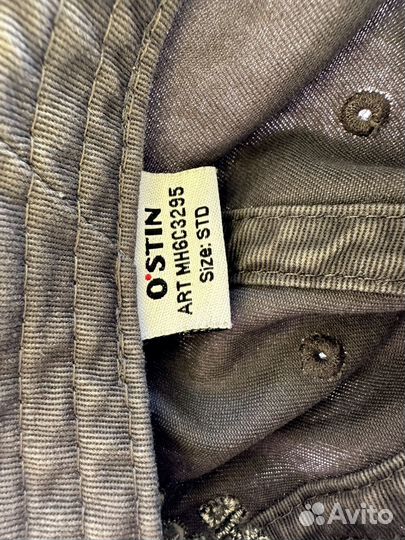 O'STIN
ART MH6C3295
Size: STD
Avito